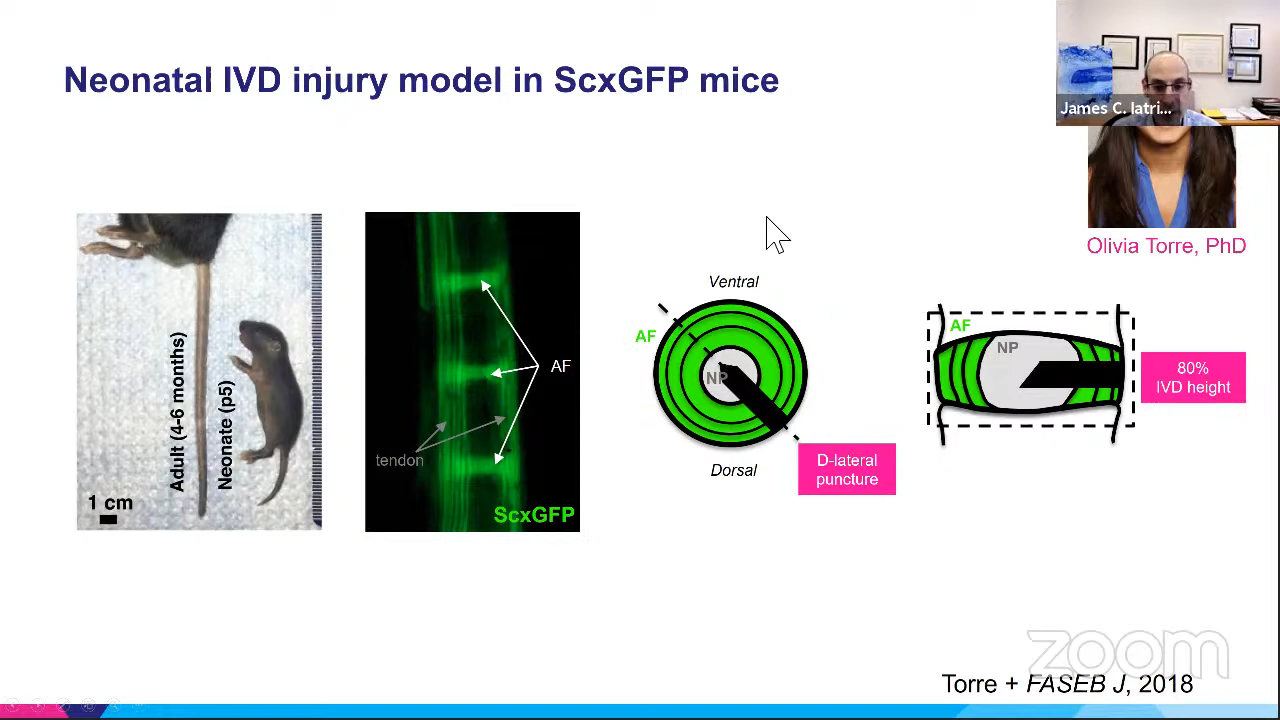 Neonatal IVD injury model in ScxGFP mice
James C. Iatri...
Olivia Torre, PhD
Adult (4-6 months)
Neonate (p5)
1 cm
AF
tendon
ScxGFP
Ventral
AF
NP
Dorsal
D-lateral
puncture
AF
NP
80%
IVD height
zoom
Torre + FASEB J, 2018